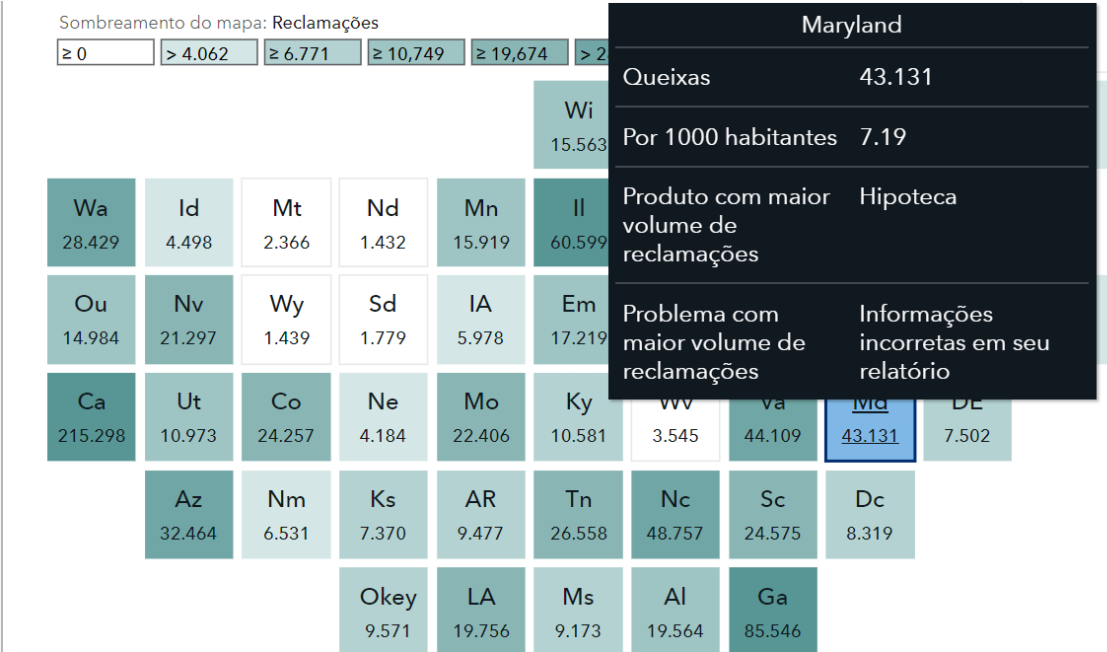 Sombreamento do mapa: Reclamações
≥ 0 > 4.062 ≥ 6.771 ≥ 10,749 ≥ 19,674 > 2
Maryland
Queixas 43.131
Por 1000 habitantes 7.19
Produto com maior Hipoteca
volume de
reclamações
Problema com Informações
maior volume de incorretas em seu
reclamações relatório
Wi
15.563
Wa Id Mt Nd Mn Il
28.429 4.498 2.366 1.432 15.919 60.599
Ou Nv Wy Sd IA Em
14.984 21.297 1.439 1.779 5.978 17.219
Ca Ut Co Ne Mo Ky Wv Va Md DE
215.298 10.973 24.257 4.184 22.406 10.581 3.545 44.109 43.131 7.502
Az Nm Ks AR Tn Nc Sc Dc
32.464 6.531 7.370 9.477 26.558 48.757 24.575 8.319
Okey LA Ms Al Ga
9.571 19.756 9.173 19.564 85.546